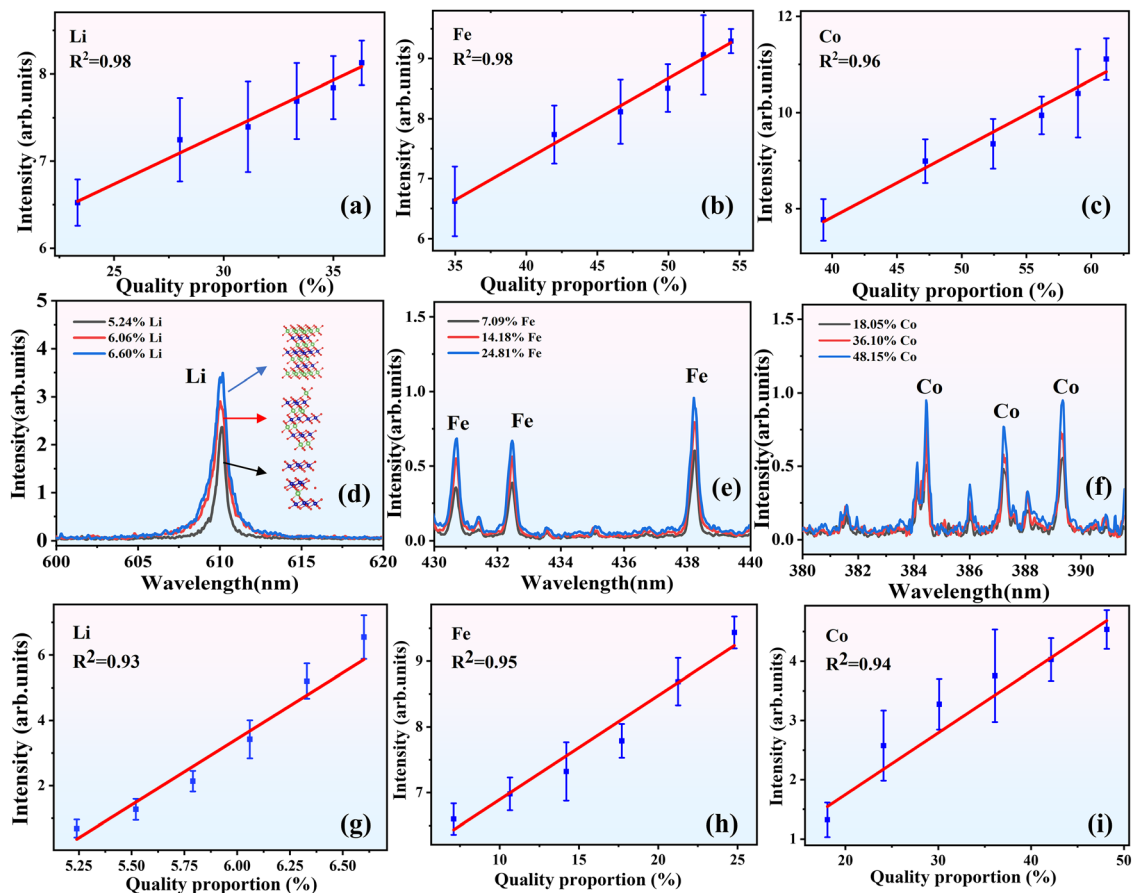 Li
R²=0.98
(a)
Intensity (arb.units)
6
7
8
25
30
35
Quality proportion (%)
Fe
R²=0.98
(b)
Intensity (arb.units)
6
7
8
9
35
40
45
50
55
Quality proportion (%)
Co
R²=0.96
(c)
Intensity (arb.units)
8
10
12
40
45
50
55
60
Quality proportion (%)
5.24% Li
6.06% Li
6.60% Li
Li
(d)
Intensity(arb.units)
0
1
2
3
4
5
600
605
610
615
620
Wavelength(nm)
7.09% Fe
14.18% Fe
24.81% Fe
Fe
Fe
Fe
(e)
Intensity(arb.units)
0.0
0.5
1.0
1.5
430
432
434
436
438
440
Wavelength(nm)
18.05% Co
36.10% Co
48.15% Co
Co
Co
Co
(f)
Intensity(arb.units)
0.0
0.5
1.0
1.5
380
382
384
386
388
390
Wavelength(nm)
Li
R²=0.93
(g)
Intensity (arb.units)
2
4
6
5.25
5.50
5.75
6.00
6.25
6.50
Quality proportion (%)
Fe
R²=0.95
(h)
Intensity (arb.units)
7
8
9
10
15
20
25
Quality proportion (%)
Co
R²=0.94
(i)
Intensity (arb.units)
1
2
3
4
20
30
40
50
Quality proportion (%)